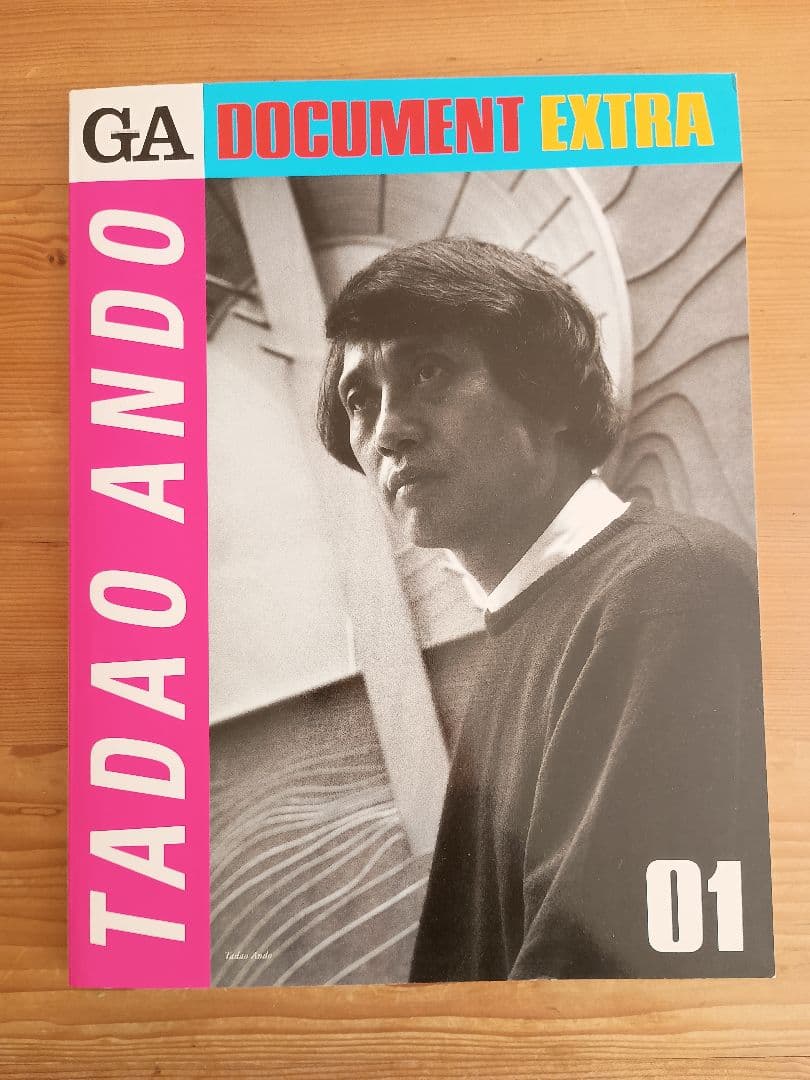 GA DOCUMENT EXTRA
TADAO ANDO
Tadao Ando
01